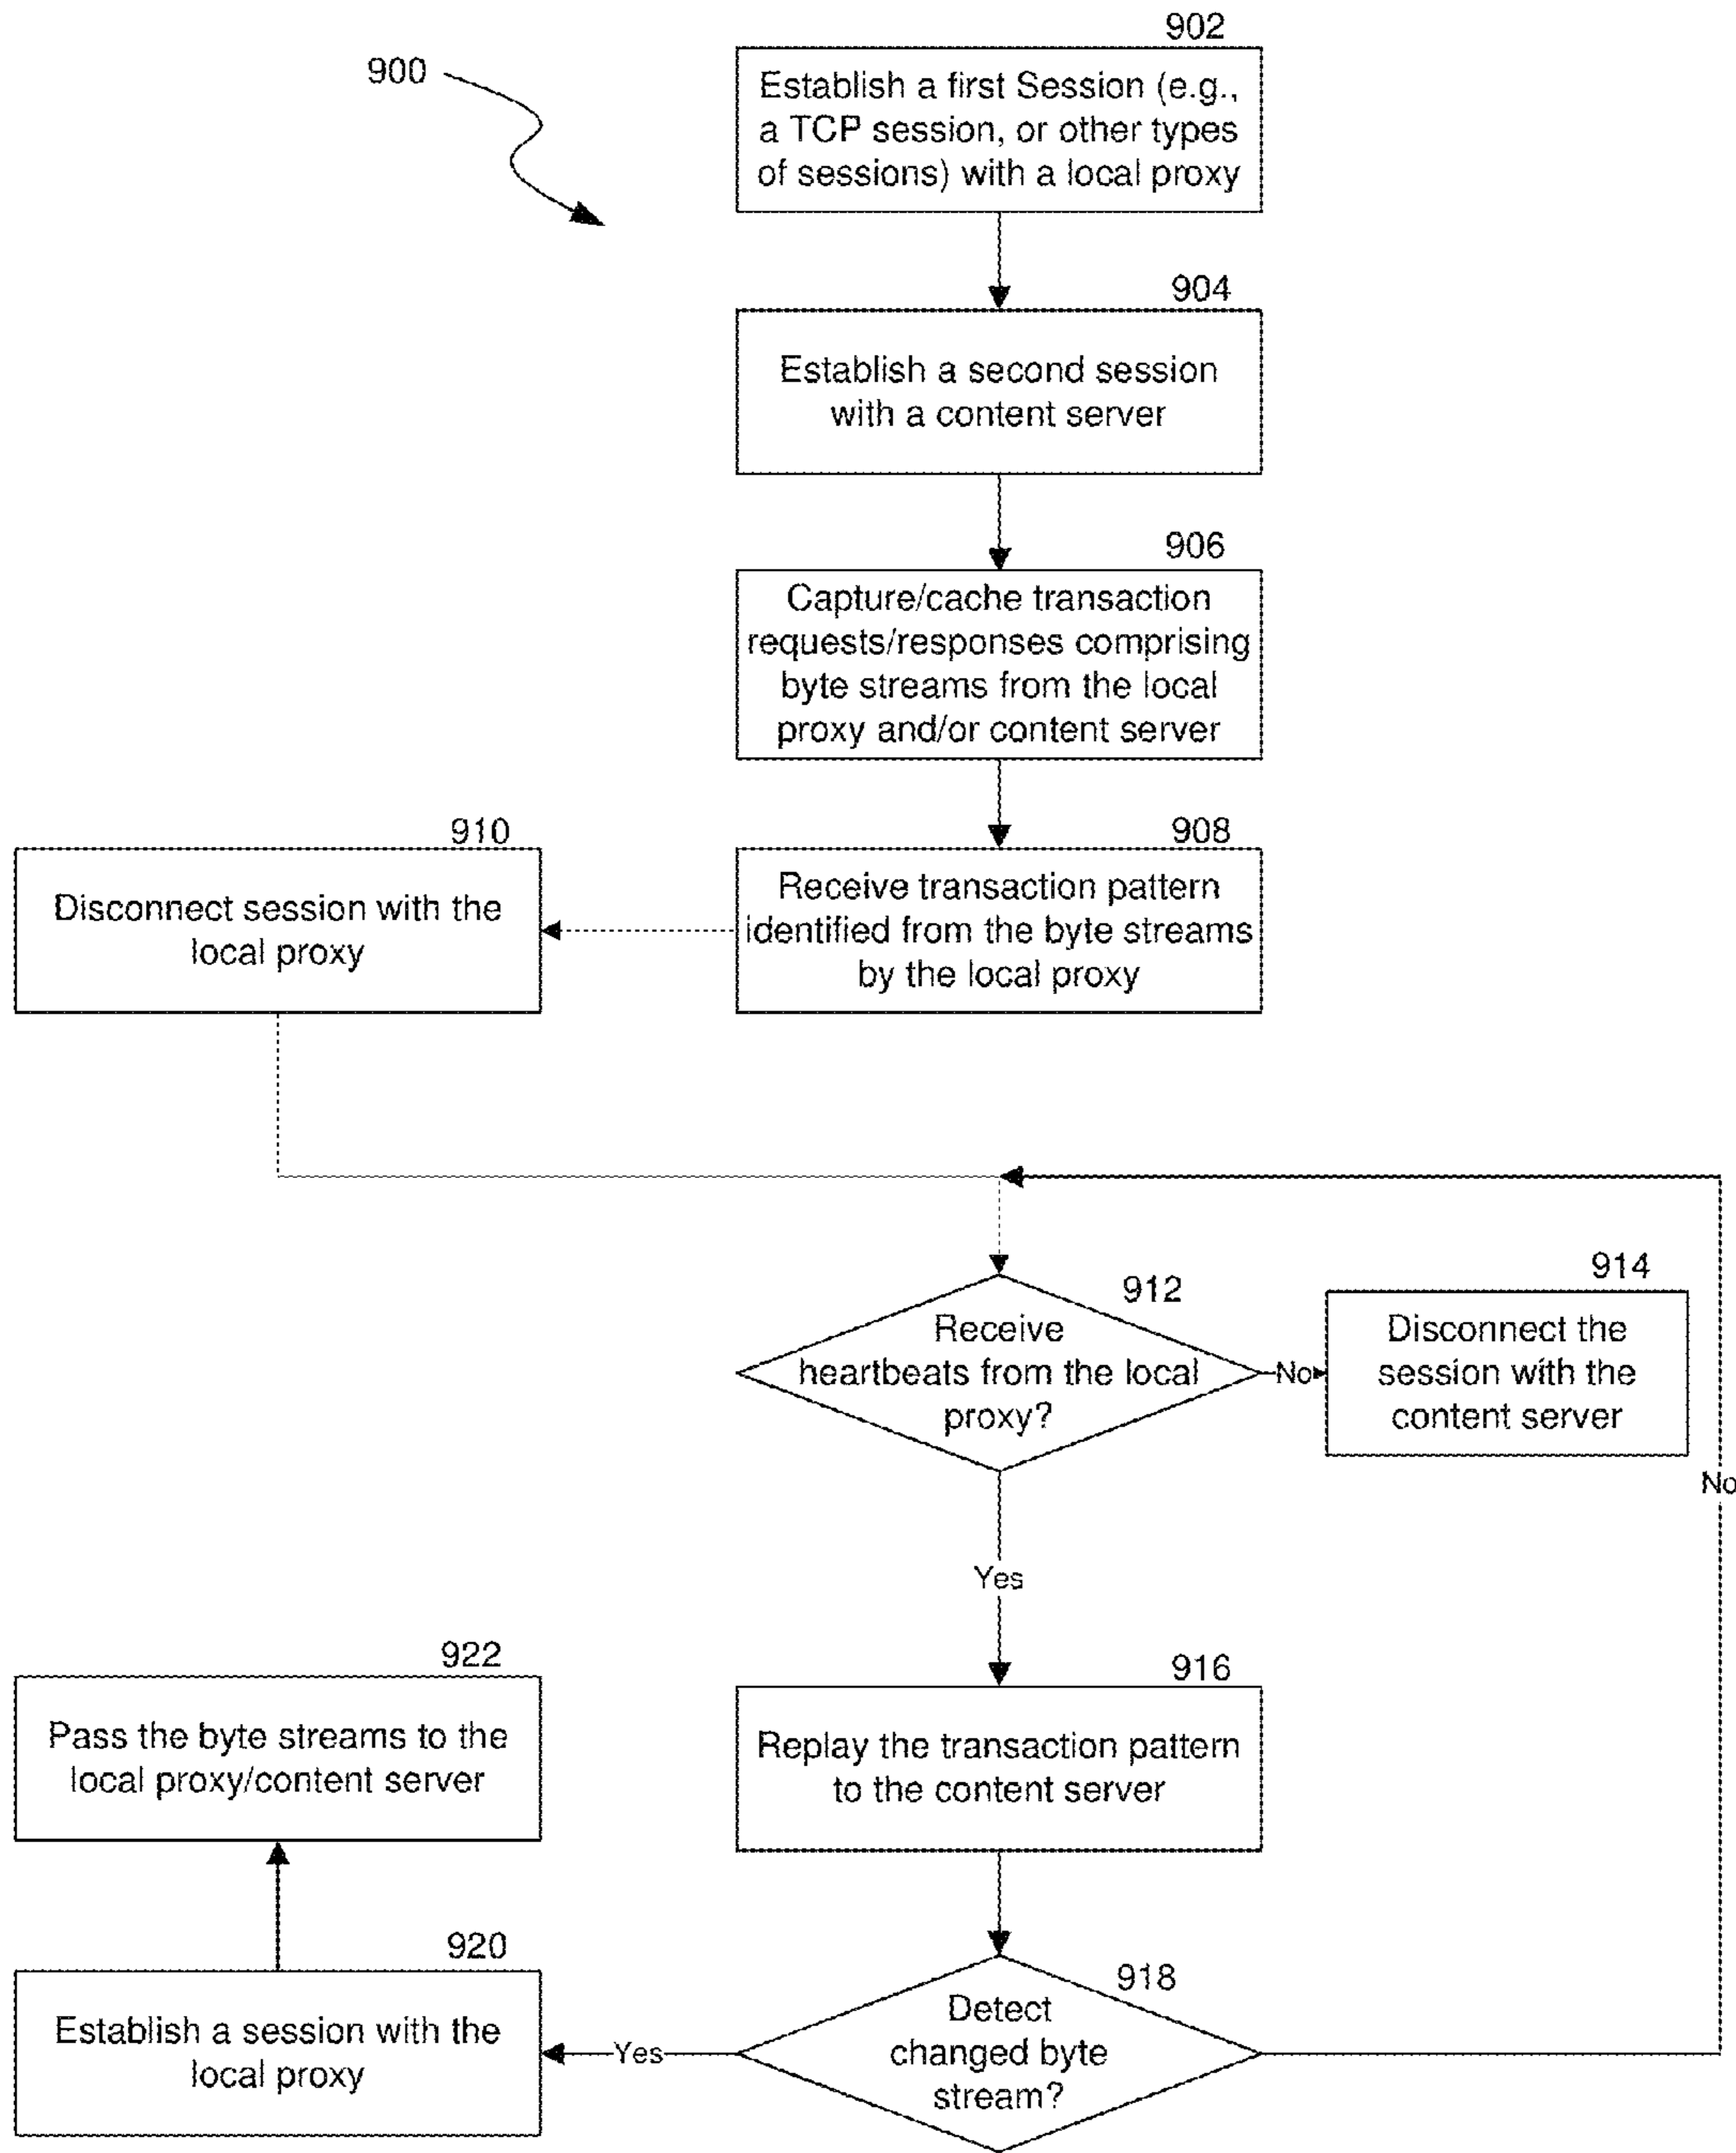 902
900
Establish a first Session (e.g.,
a TCP session, or other types
of sessions) with a local proxy
904
Establish a second session
with a content server
906
Capture/cache transaction
requests/responses comprising
byte streams from the local
proxy and/or content server
910
908
Disconnect session with the
local proxy
Receive transaction pattern
identified from the byte streams
by the local proxy
912
Receive
heartbeats from the local
proxy?
No
914
Disconnect the
session with the
content server
No
Yes
922
Pass the byte streams to the
local proxy/content server
916
Replay the transaction pattern
to the content server
920
Establish a session with the
local proxy
Yes
918
Detect
changed byte
stream?